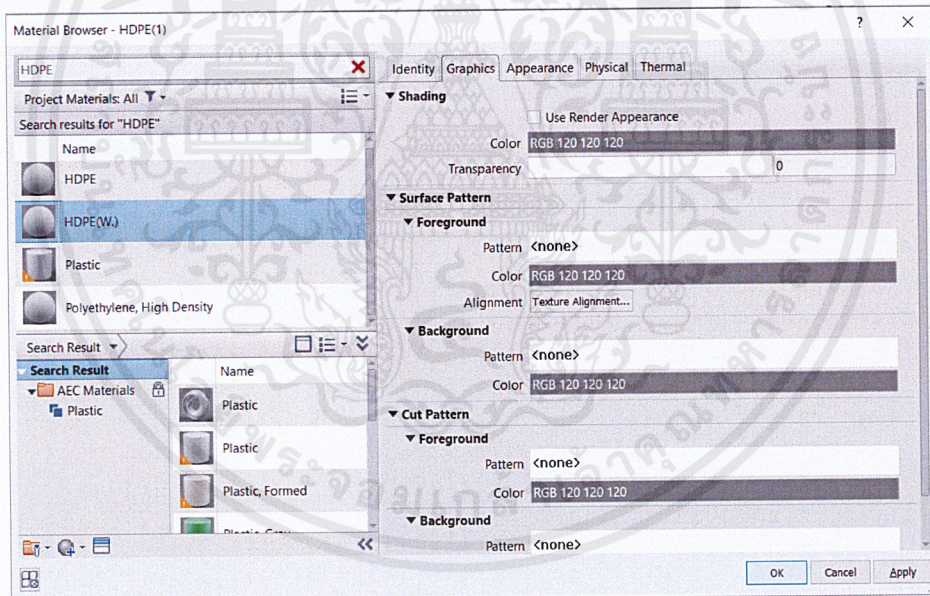 Material Browser - HDPE(1)
? ×
HDPE
Project Materials: All
Search results for "HDPE"
Name
HDPE
HDPE(W.)
Plastic
Polyethylene, High Density
Search Result
Search Result
AEC Materials
Plastic
Name
Plastic
Plastic
Plastic, Formed
Identity Graphics Appearance Physical Thermal
Shading
Use Render Appearance
Color RGB 120 120 120
Transparency 0
Surface Pattern
Foreground
Pattern <none>
Color RGB 120 120 120
Alignment Texture Alignment...
Background
Pattern <none>
Color RGB 120 120 120
Cut Pattern
Foreground
Pattern <none>
Color RGB 120 120 120
Background
Pattern <none>
OK Cancel Apply